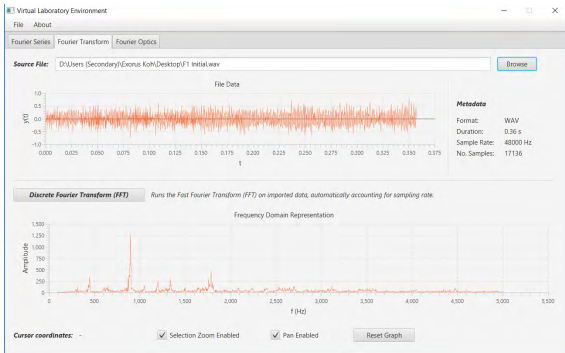 Virtual Laboratory Environment
File About
Fourier Series Fourier Transform Fourier Optics
Source File: D:\Users (Secondary)\Exorus Koh\Desktop\F1 Initial.wav Browse
File Data
1.0
0.5
0.0
-0.5
-1.0
y(t)
0.000 0.025 0.050 0.075 0.100 0.125 0.150 0.175 0.200 0.225 0.250 0.275 0.300 0.325 0.350 0.375
t
Metadata
Format: WAV
Duration: 0.36 s
Sample Rate: 48000 Hz
No. Samples: 17136
Discrete Fourier Transform (FFT) Runs the Fast Fourier Transform (FFT) on imported data, automatically accounting for sampling rate.
Frequency Domain Representation
1,500
1,250
1,000
750
500
250
0
Amplitude
0 500 1,000 1,500 2,000 2,500 3,000 3,500 4,000 4,500 5,000 5,500
f (Hz)
Cursor coordinates: - Selection Zoom Enabled Pan Enabled Reset Graph